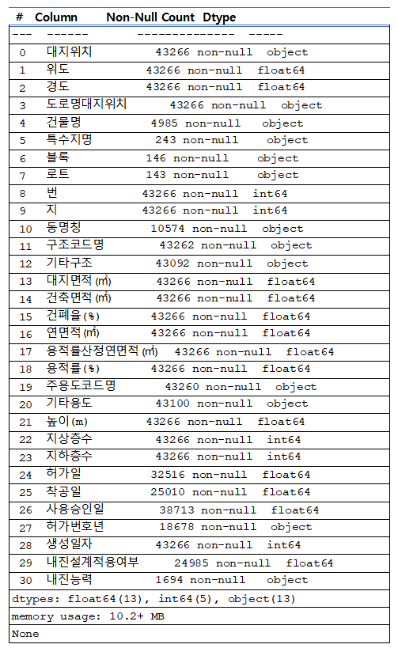 # Column Non-Null Count Dtype
--- ------ -------------- -----
0 대지위치 43266 non-null object
1 위도 43266 non-null float64
2 경도 43266 non-null float64
3 도로명대지위치 43266 non-null object
4 건물명 4985 non-null object
5 특수지명 243 non-null object
6 블록 146 non-null object
7 로트 143 non-null object
8 번 43266 non-null int64
9 지 43266 non-null int64
10 동명칭 10574 non-null object
11 구조코드명 43262 non-null object
12 기타구조 43092 non-null object
13 대지면적(㎡) 43266 non-null float64
14 건축면적(㎡) 43266 non-null float64
15 건폐율(%) 43266 non-null float64
16 연면적(㎡) 43266 non-null float64
17 용적률산정연면적(㎡) 43266 non-null float64
18 용적률(%) 43266 non-null float64
19 주용도코드명 43260 non-null object
20 기타용도 43100 non-null object
21 높이(m) 43266 non-null float64
22 지상층수 43266 non-null int64
23 지하층수 43266 non-null int64
24 허가일 32516 non-null float64
25 착공일 25010 non-null float64
26 사용승인일 38713 non-null float64
27 허가번호년 18678 non-null object
28 생성일자 43266 non-null int64
29 내진설계적용여부 24985 non-null float64
30 내진능력 1694 non-null object
dtypes: float64(13), int64(5), object(13)
memory usage: 10.2+ MB
None